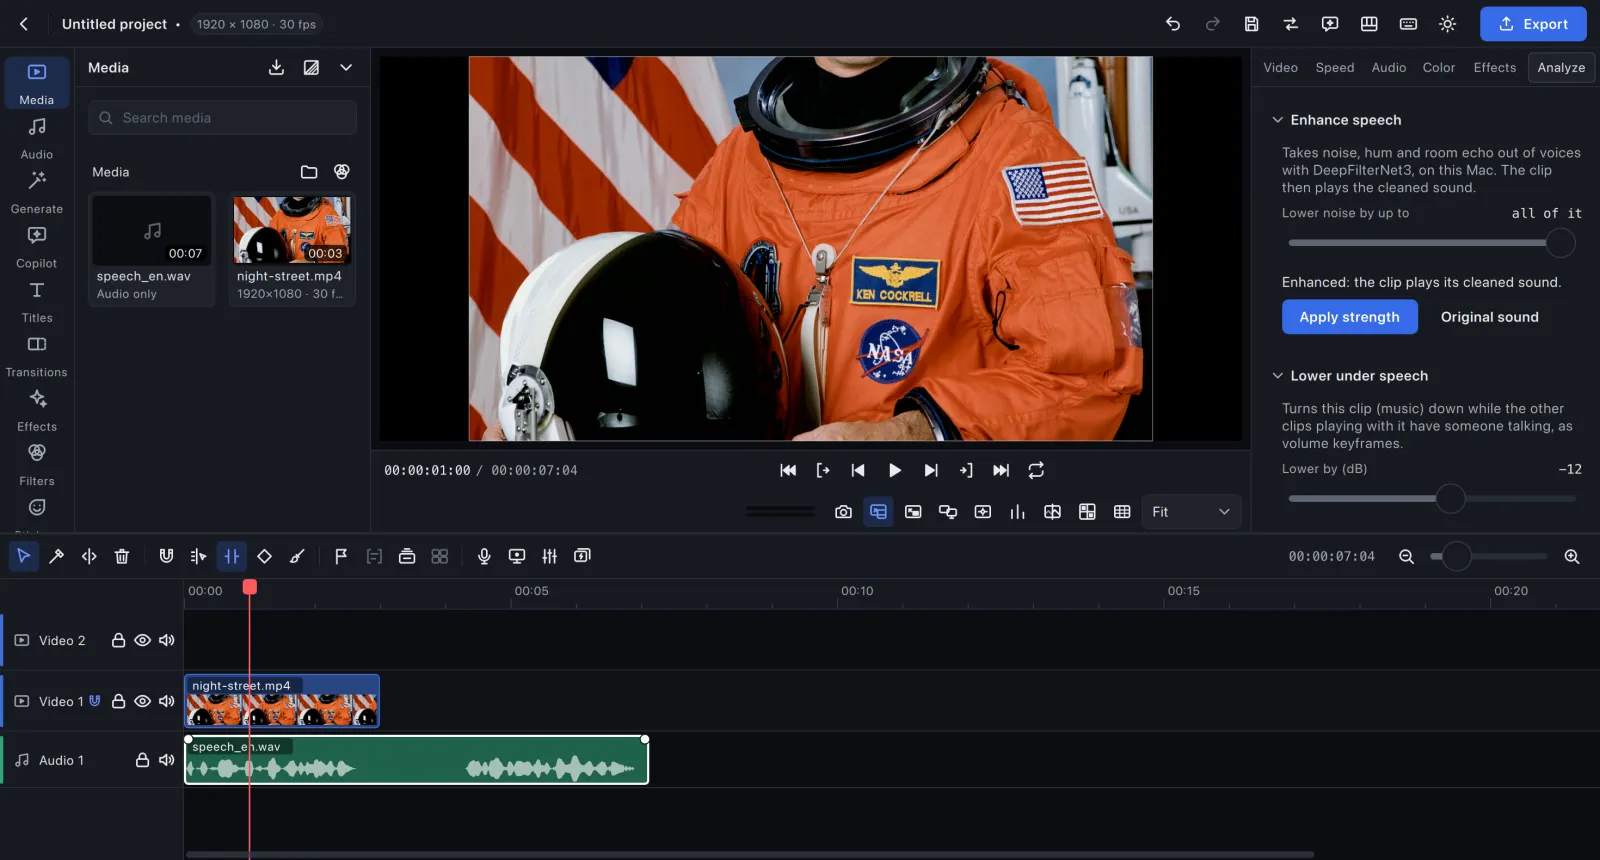 Untitled project • 1920 × 1080 · 30 fps
Export
Media
Audio
Generate
Copilot
Titles
Transitions
Effects
Filters
Media
Search media
Media
00:07
speech_en.wav
Audio only
00:03
night-street.mp4
1920×1080 · 30 f...
USA
KEN COCKRELL
NASA
00:00:01:00 / 00:00:07:04
Fit
Video Speed Audio Color Effects Analyze
Enhance speech
Takes noise, hum and room echo out of voices
with DeepFilterNet3, on this Mac. The clip
then plays the cleaned sound.
Lower noise by up to all of it
Enhanced: the clip plays its cleaned sound.
Apply strength Original sound
Lower under speech
Turns this clip (music) down while the other
clips playing with it have someone talking, as
volume keyframes.
Lower by (dB) −12
00:00:07:04
00:00 00:05 00:10 00:15 00:20
Video 2
Video 1
night-street.mp4
Audio 1
speech_en.wav